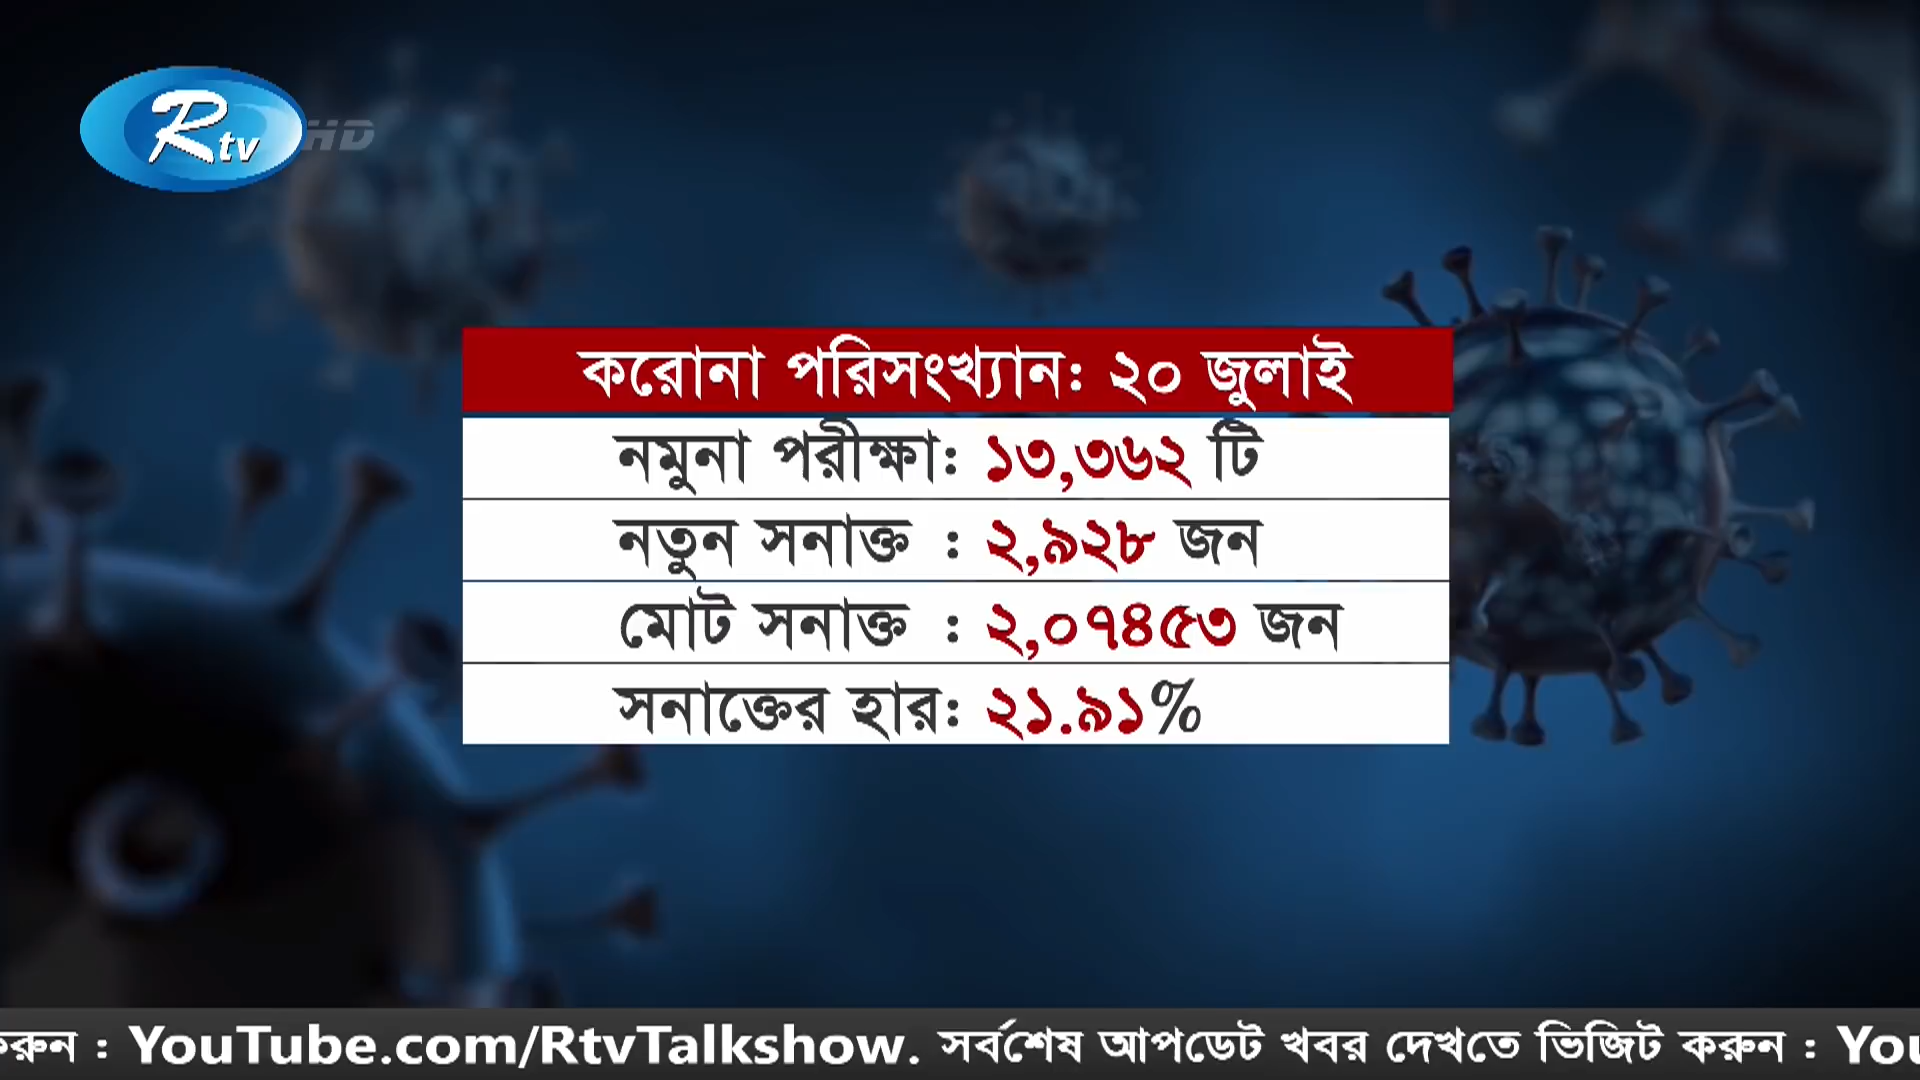 Rtv HD
করোনা পরিসংখ্যান: ২০ জুলাই
নমুনা পরীক্ষা: ১৩,৩৬২ টি
নতুন সনাক্ত : ২,৯২৮ জন
মোট সনাক্ত : ২,০৭৪৫৩ জন
সনাক্তের হার: ২১.৯১%
করুন : YouTube.com/RtvTalkshow. সর্বশেষ আপডেট খবর দেখতে ভিজিট করুন :